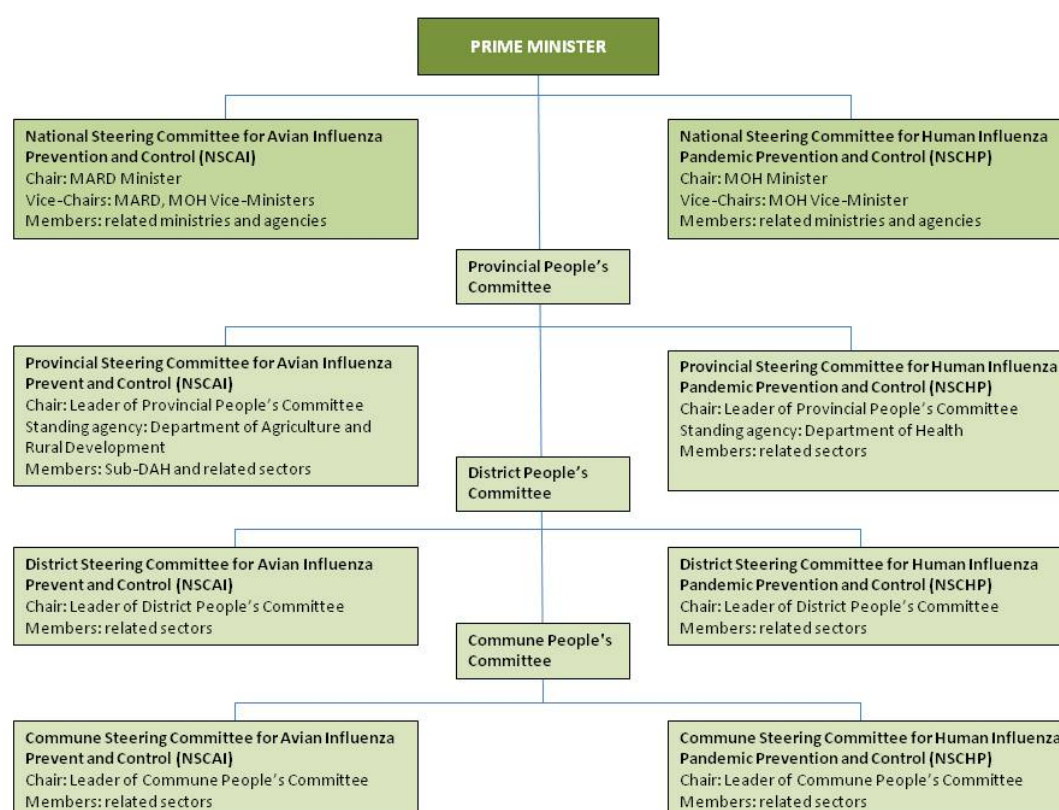 PRIME MINISTER
National Steering Committee for Avian Influenza
Prevention and Control (NSCAI)
Chair: MARD Minister
Vice-Chairs: MARD, MOH Vice-Ministers
Members: related ministries and agencies
National Steering Committee for Human Influenza
Pandemic Prevention and Control (NSCHP)
Chair: MOH Minister
Vice-Chairs: MOH Vice-Minister
Members: related ministries and agencies
Provincial People's
Committee
Provincial Steering Committee for Avian Influenza
Prevent and Control (NSCAI)
Chair: Leader of Provincial People's Committee
Standing agency: Department of Agriculture and
Rural Development
Members: Sub-DAH and related sectors
Provincial Steering Committee for Human Influenza
Pandemic Prevention and Control (NSCHP)
Chair: Leader of Provincial People's Committee
Standing agency: Department of Health
Members: related sectors
District People's
Committee
District Steering Committee for Avian Influenza
Prevent and Control (NSCAI)
Chair: Leader of District People's Committee
Members: related sectors
District Steering Committee for Human Influenza
Pandemic Prevention and Control (NSCHP)
Chair: Leader of District People's Committee
Members: related sectors
Commune People's
Committee
Commune Steering Committee for Avian Influenza
Prevent and Control (NSCAI)
Chair: Leader of Commune People's Committee
Members: related sectors
Commune Steering Committee for Human Influenza
Pandemic Prevention and Control (NSCHP)
Chair: Leader of Commune People's Committee
Members: related sectors